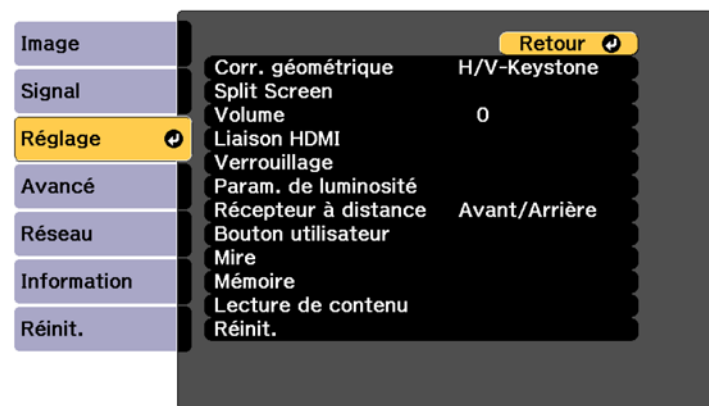 Image
Signal
Réglage
Avancé
Réseau
Information
Réinit.
Retour
Corr. géométrique H/V-Keystone
Split Screen
Volume 0
Liaison HDMI
Verrouillage
Param. de luminosité
Récepteur à distance Avant/Arrière
Bouton utilisateur
Mire
Mémoire
Lecture de contenu
Réinit.